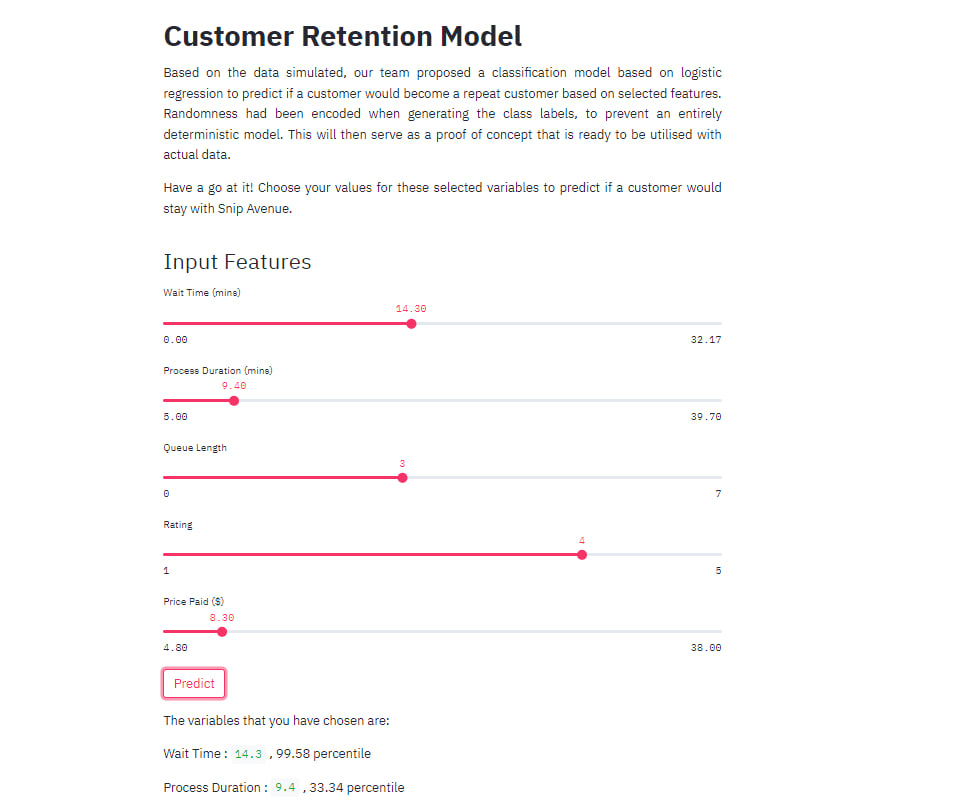 Customer Retention Model
Based on the data simulated, our team proposed a classification model based on logistic
regression to predict if a customer would become a repeat customer based on selected features.
Randomness had been encoded when generating the class labels, to prevent an entirely
deterministic model. This will then serve as a proof of concept that is ready to be utilised with
actual data.
Have a go at it! Choose your values for these selected variables to predict if a customer would
stay with Snip Avenue.
Input Features
Wait Time (mins)
14.30
0.00 32.17
Process Duration (mins)
9.40
5.00 39.70
Queue Length
3
0 7
Rating
4
1 5
Price Paid ($)
8.30
4.80 38.00
Predict
The variables that you have chosen are:
Wait Time : 14.3 , 99.58 percentile
Process Duration : 9.4 , 33.34 percentile